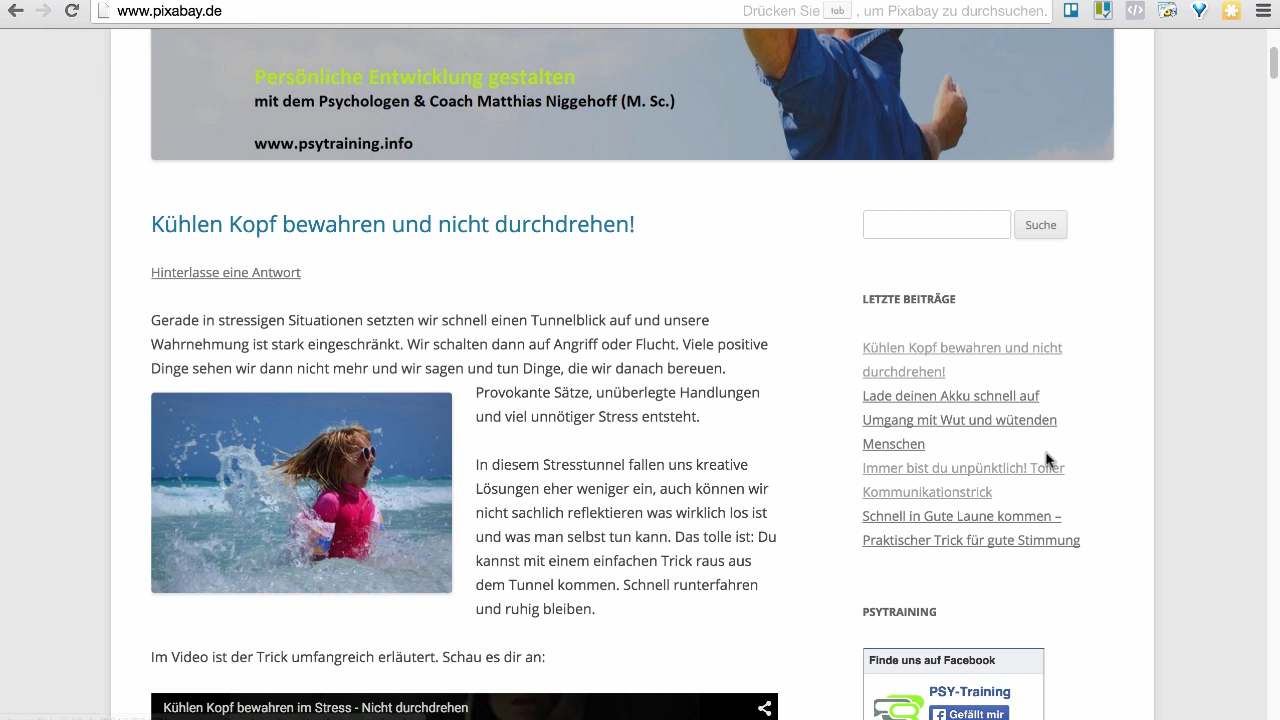 www.pixabay.de
Drücken Sie tab , um Pixabay zu durchsuchen.
Persönliche Entwicklung gestalten
mit dem Psychologen & Coach Matthias Niggehoff (M. Sc.)
www.psytraining.info
Kühlen Kopf bewahren und nicht durchdrehen!
Hinterlasse eine Antwort
Gerade in stressigen Situationen setzten wir schnell einen Tunnelblick auf und unsere
Wahrnehmung ist stark eingeschränkt. Wir schalten dann auf Angriff oder Flucht. Viele positive
Dinge sehen wir dann nicht mehr und wir sagen und tun Dinge, die wir danach bereuen.
Provokante Sätze, unüberlegte Handlungen
und viel unnötiger Stress entsteht.
In diesem Stresstunnel fallen uns kreative
Lösungen eher weniger ein, auch können wir
nicht sachlich reflektieren was wirklich los ist
und was man selbst tun kann. Das tolle ist: Du
kannst mit einem einfachen Trick raus aus
dem Tunnel kommen. Schnell runterfahren
und ruhig bleiben.
Im Video ist der Trick umfangreich erläutert. Schau es dir an:
Kühlen Kopf bewahren im Stress - Nicht durchdrehen
Suche
LETZTE BEITRÄGE
Kühlen Kopf bewahren und nicht
durchdrehen!
Lade deinen Akku schnell auf
Umgang mit Wut und wütenden
Menschen
Immer bist du unpünktlich! Toller
Kommunikationstrick
Schnell in Gute Laune kommen –
Praktischer Trick für gute Stimmung
PSYTRAINING
Finde uns auf Facebook
PSY-Training
Gefällt mir